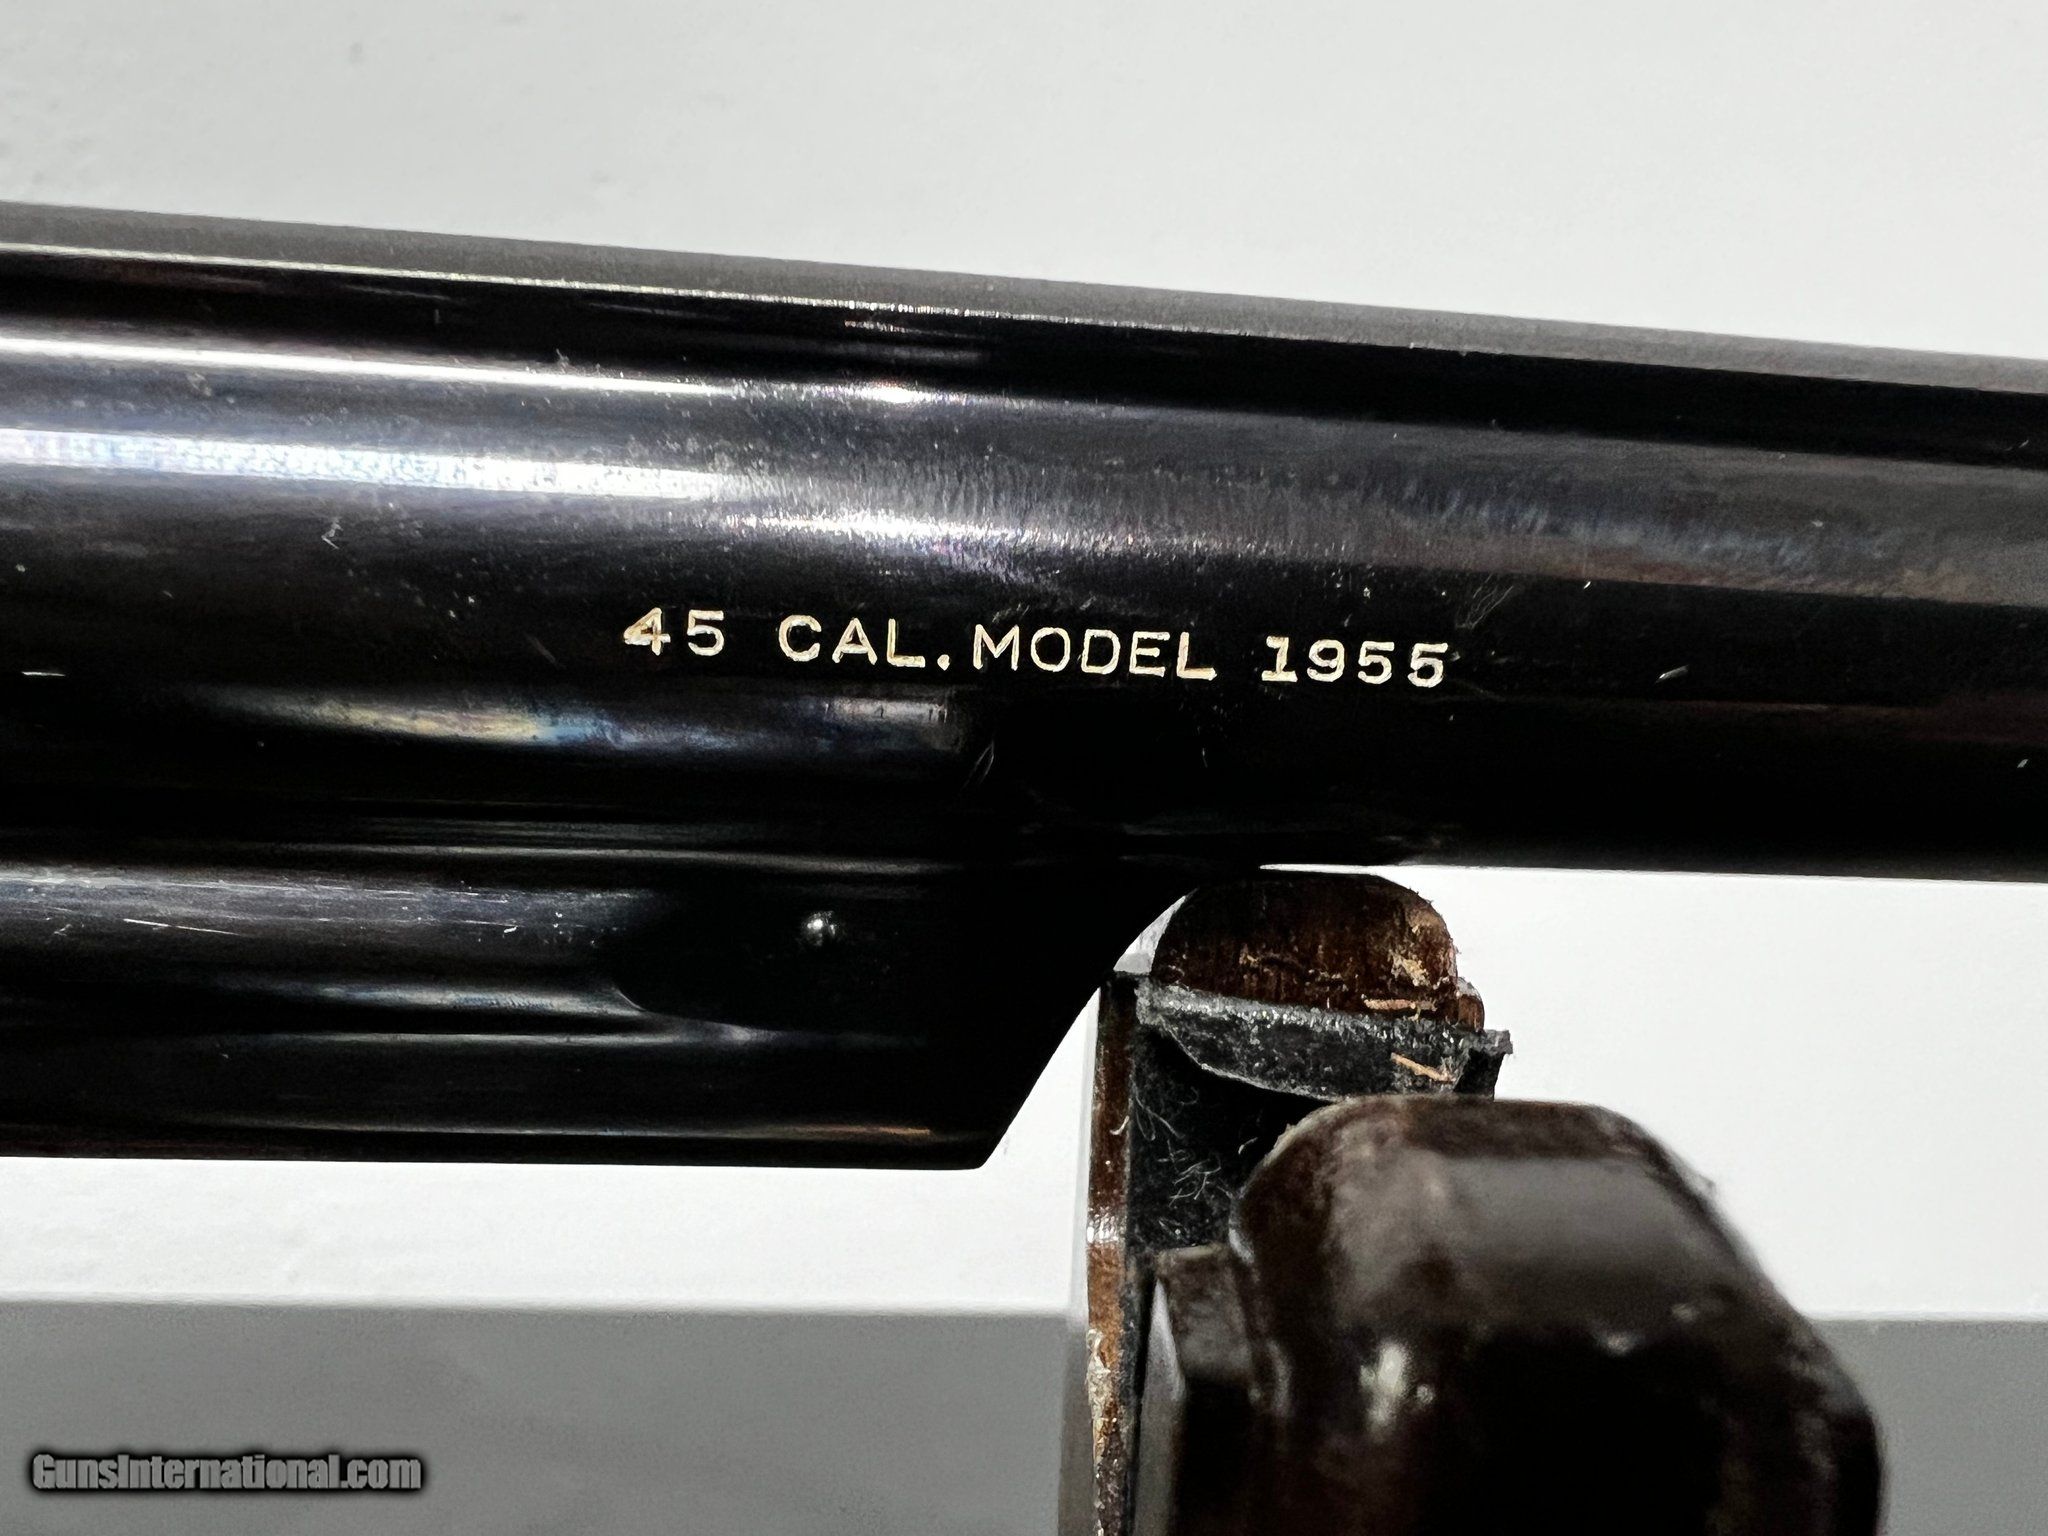 45 CAL. MODEL 1955
GunsInternational.com